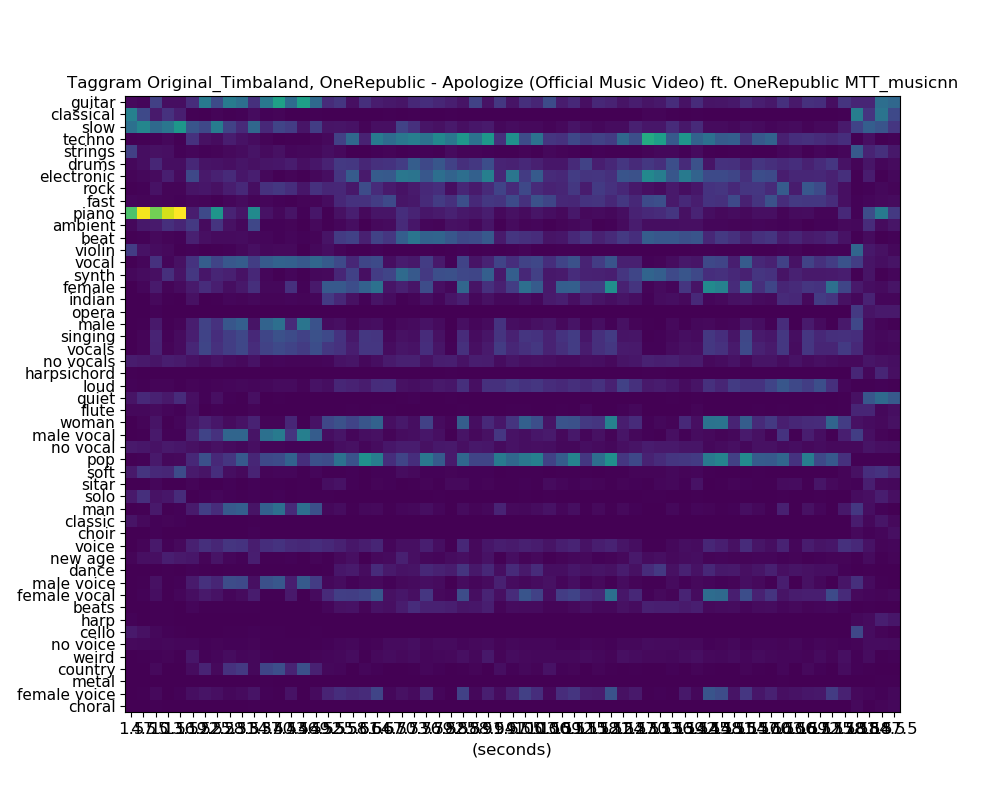 Taggram Original_Timbaland, OneRepublic - Apologize (Official Music Video) ft. OneRepublic MTT_musicnn
guitar
classical
slow
techno
strings
drums
electronic
rock
fast
piano
ambient
beat
violin
vocal
synth
female
indian
opera
male
singing
vocals
no vocals
harpsichord
loud
quiet
flute
woman
male vocal
no vocal
pop
soft
sitar
solo
man
classic
choir
voice
new age
dance
male voice
female vocal
beats
harp
cello
no voice
weird
country
metal
female voice
choral
(seconds)